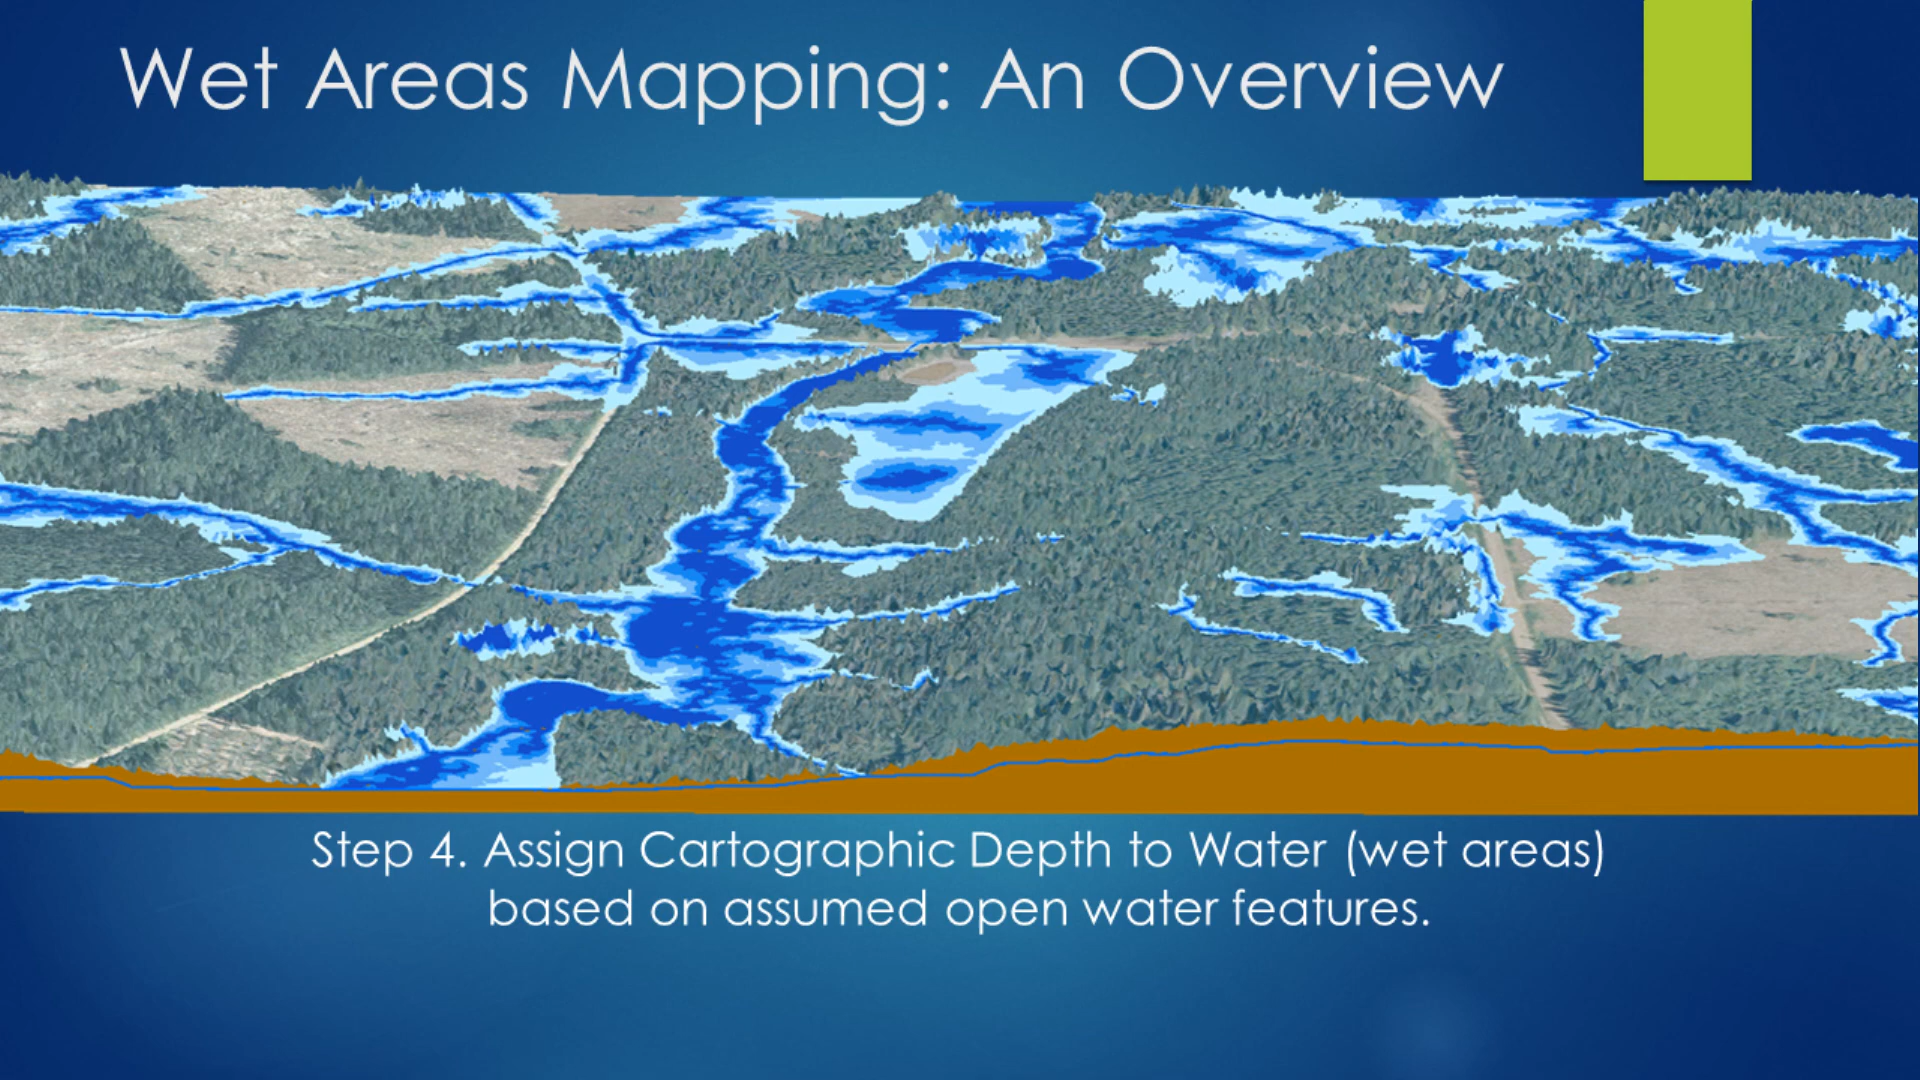 Wet Areas Mapping: An Overview
Step 4. Assign Cartographic Depth to Water (wet areas)
based on assumed open water features.